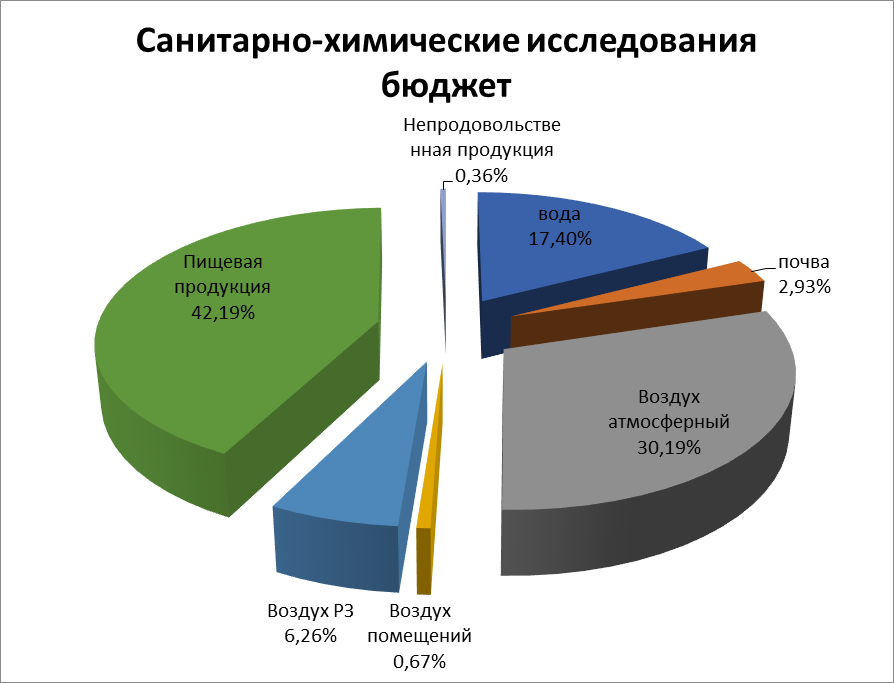 Санитарно-химические исследования
бюджет
Непродовольстве
нная продукция
0,36%
вода
17,40%
почва
2,93%
Пищевая
продукция
42,19%
Воздух
атмосферный
30,19%
Воздух РЗ
6,26%
Воздух
помещений
0,67%